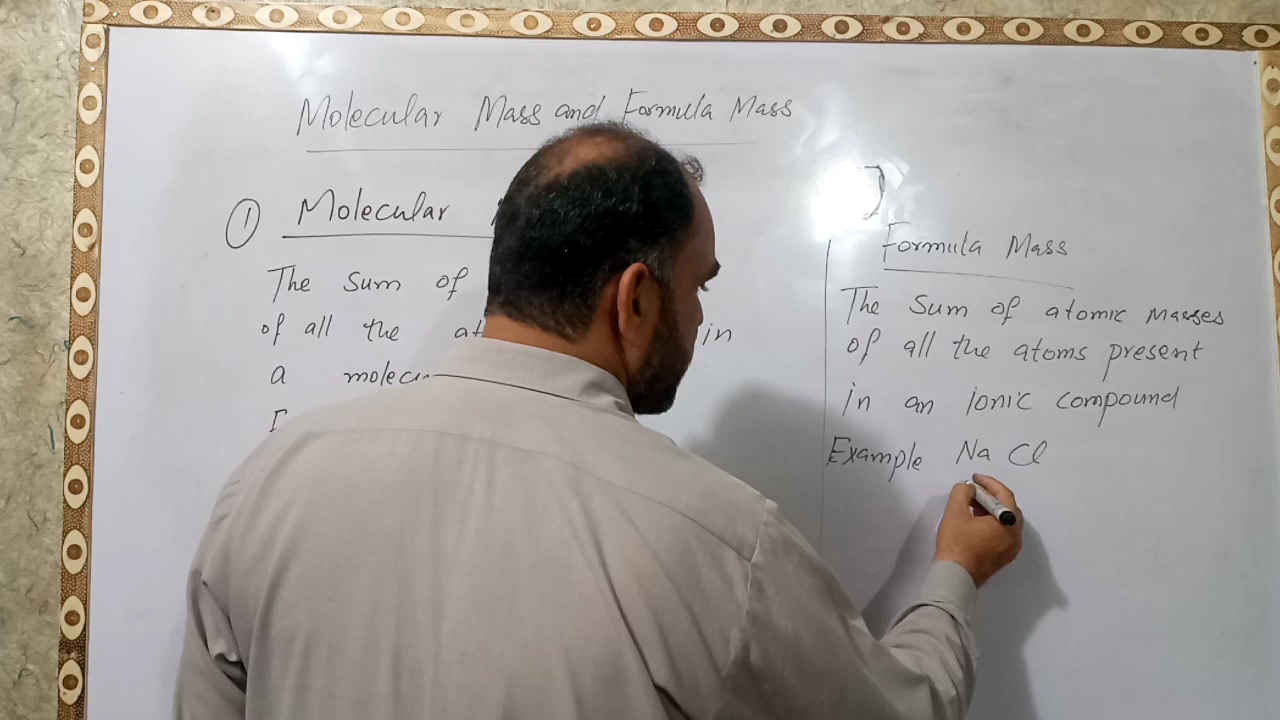 Molecular Mass and Formula Mass
① Molecular
The Sum of
of all the in
a
Formula Mass
The Sum of atomic Masses
of all the atoms present
in an ionic compound
Example Na Cl